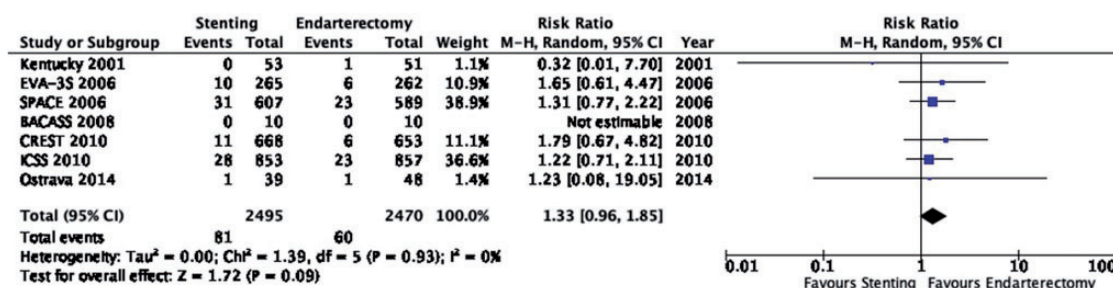 Stenting Endarterectomy Risk Ratio Risk Ratio
Study or Subgroup Events Total Events Total Weight M-H, Random, 95% CI Year M-H, Random, 95% CI
Kentucky 2001 0 53 1 51 1.1% 0.32 [0.01, 7.70] 2001
EVA-3S 2006 10 265 6 262 10.9% 1.65 [0.61, 4.47] 2006
SPACE 2006 31 607 23 589 38.9% 1.31 [0.77, 2.22] 2006
BACASS 2008 0 10 0 10 Not estimable 2008
CREST 2010 11 668 6 653 11.1% 1.79 [0.67, 4.82] 2010
ICSS 2010 28 853 23 857 36.6% 1.22 [0.71, 2.11] 2010
Ostrava 2014 1 39 1 48 1.4% 1.23 [0.08, 19.05] 2014
Total (95% CI) 2495 2470 100.0% 1.33 [0.96, 1.85]
Total events 81 60
Heterogeneity: Tau² = 0.00; Chi² = 1.39, df = 5 (P = 0.93); I² = 0%
Test for overall effect: Z = 1.72 (P = 0.09)
0.01 0.1 1 10 100
Favours Stenting Favours Endarterectomy